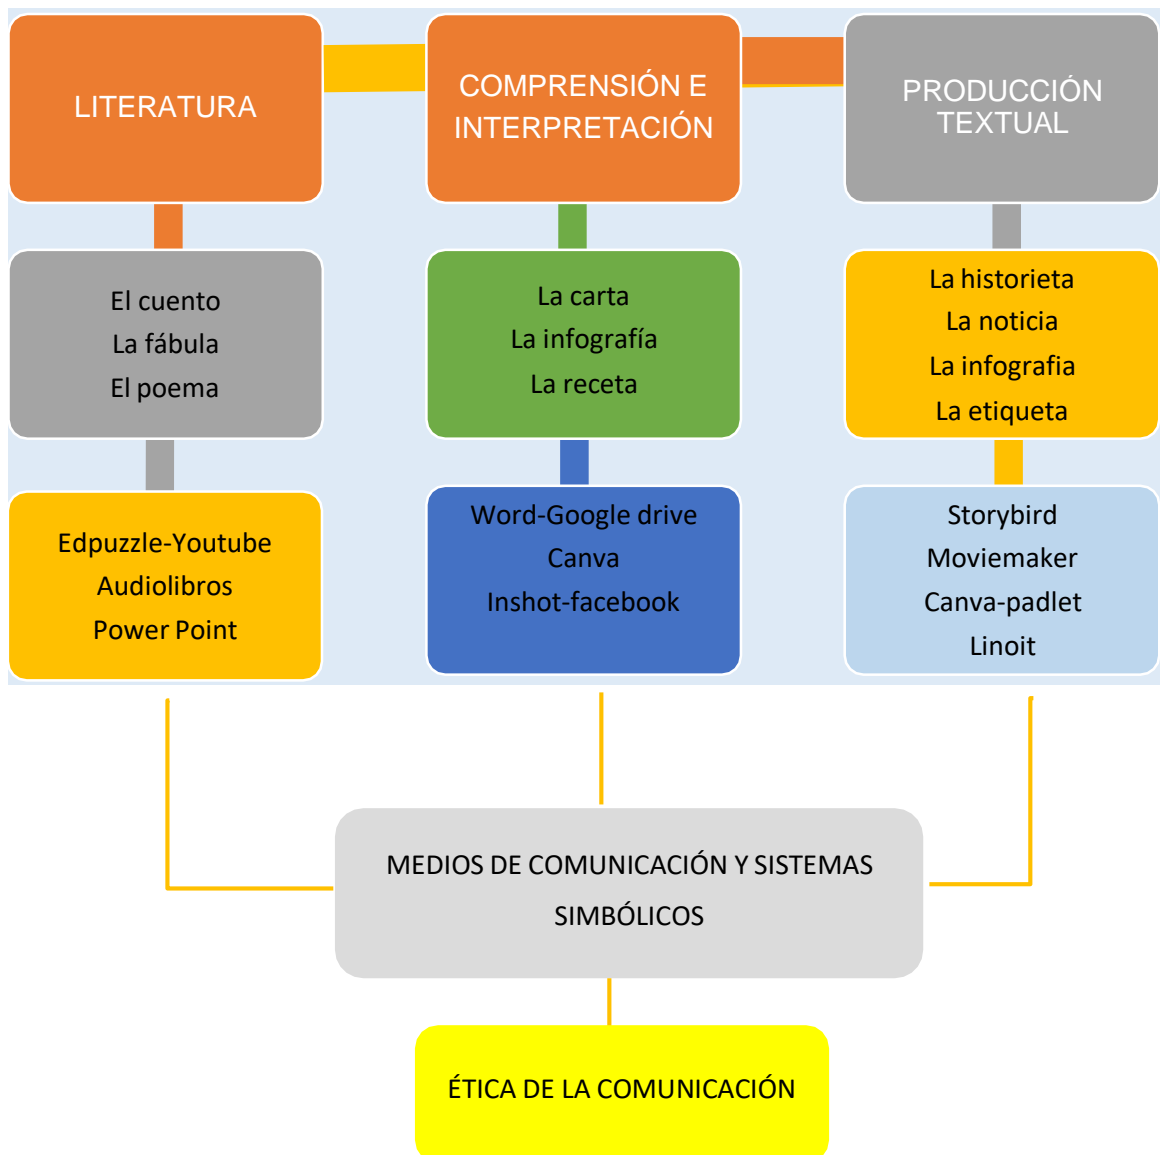 LITERATURA
COMPRENSIÓN E
INTERPRETACIÓN
PRODUCCIÓN
TEXTUAL
El cuento
La fábula
El poema
La carta
La infografía
La receta
La historieta
La noticia
La infografia
La etiqueta
Edpuzzle-Youtube
Audiolibros
Power Point
Word-Google drive
Canva
Inshot-facebook
Storybird
Moviemaker
Canva-padlet
Linoit
MEDIOS DE COMUNICACIÓN Y SISTEMAS
SIMBÓLICOS
ÉTICA DE LA COMUNICACIÓN